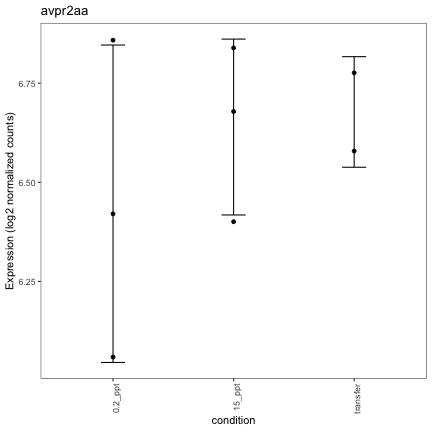 avpr2aa
Expression (log2 normalized counts)
6.75
6.50
6.25
0.2_ppt
15_ppt
transfer
condition